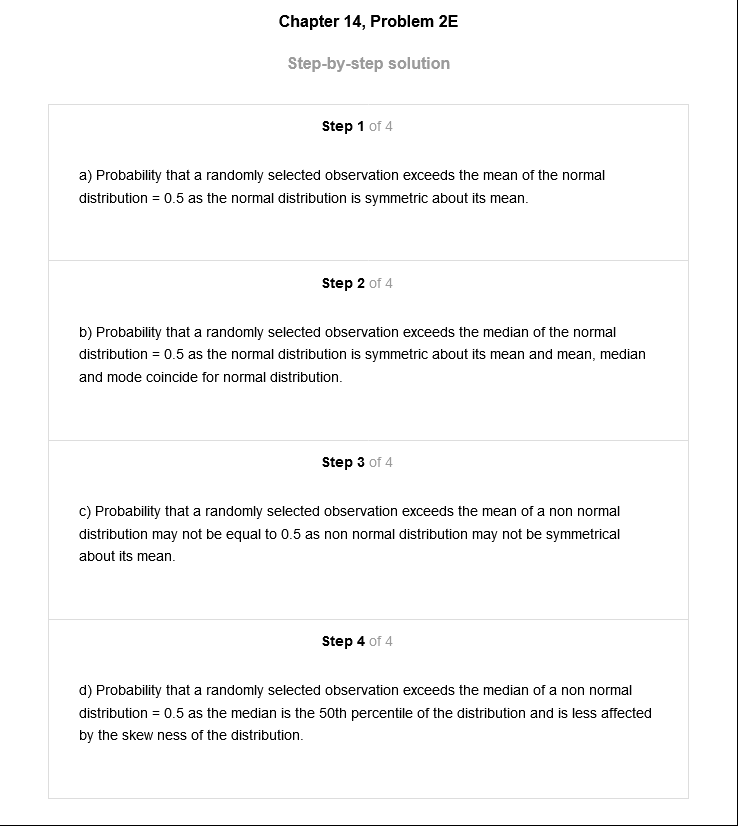 Chapter 14, Problem 2E
Step-by-step solution
Step 1 of 4
a) Probability that a randomly selected observation exceeds the mean of the normal
distribution = 0.5 as the normal distribution is symmetric about its mean.
Step 2 of 4
b) Probability that a randomly selected observation exceeds the median of the normal
distribution = 0.5 as the normal distribution is symmetric about its mean and mean, median
and mode coincide for normal distribution.
Step 3 of 4
c) Probability that a randomly selected observation exceeds the mean of a non normal
distribution may not be equal to 0.5 as non normal distribution may not be symmetrical
about its mean.
Step 4 of 4
d) Probability that a randomly selected observation exceeds the median of a non normal
distribution = 0.5 as the median is the 50th percentile of the distribution and is less affected
by the skew ness of the distribution.